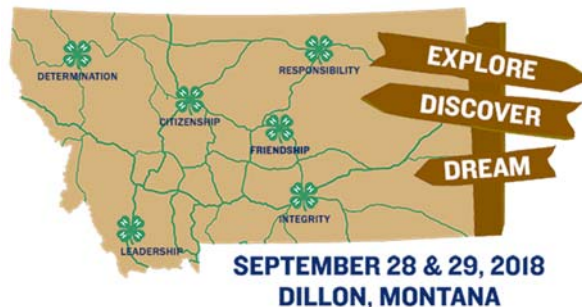 EXPLORE
RESPONSIBILITY
DETERMINATION
DISCOVER
CITIZENSHIP
FRIENDSHIP
DREAM
INTEGRITY
LEADERSHIP
SEPTEMBER 28 & 29, 2018
DILLON, MONTANA